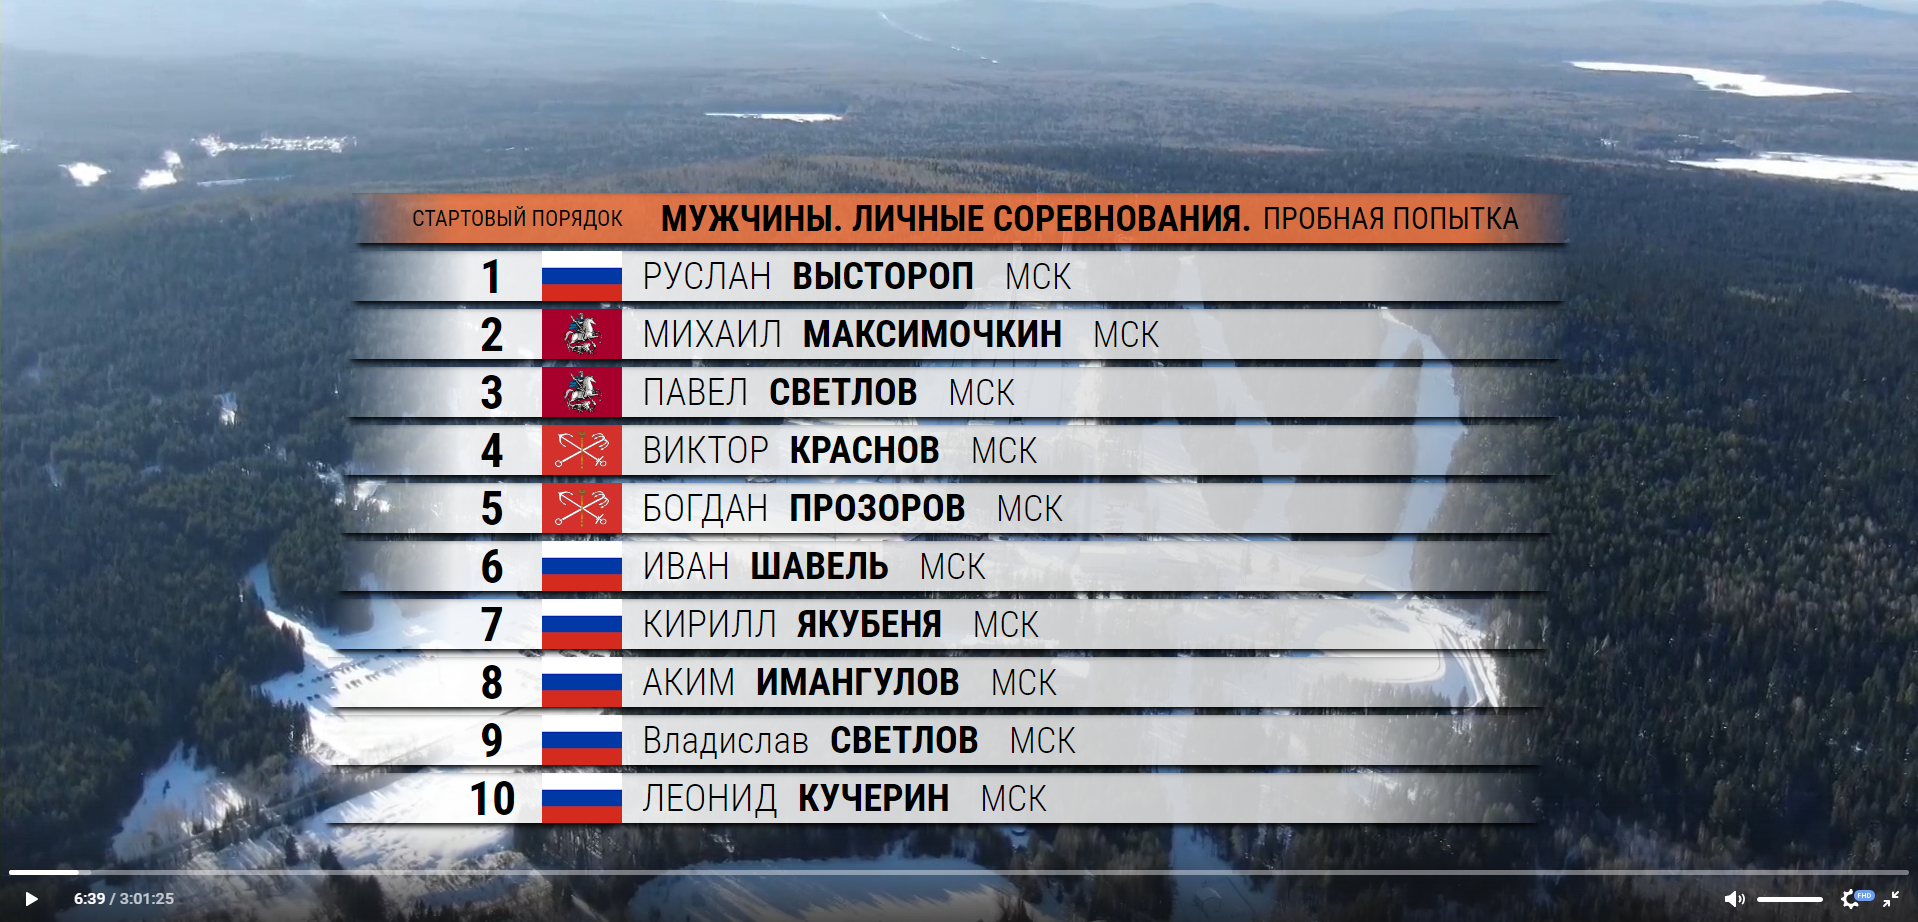 СТАРТОВЫЙ ПОРЯДОК МУЖЧИНЫ. ЛИЧНЫЕ СОРЕВНОВАНИЯ. ПРОБНАЯ ПОПЫТКА
1 РУСЛАН ВЫСТОРОП МСК
2 МИХАИЛ МАКСИМОЧКИН МСК
3 ПАВЕЛ СВЕТЛОВ МСК
4 ВИКТОР КРАСНОВ МСК
5 БОГДАН ПРОЗОРОВ МСК
6 ИВАН ШАВЕЛЬ МСК
7 КИРИЛЛ ЯКУБЕНЯ МСК
8 АКИМ ИМАНГУЛОВ МСК
9 Владислав СВЕТЛОВ МСК
10 ЛЕОНИД КУЧЕРИН МСК
6:39 / 3:01:25 FHD